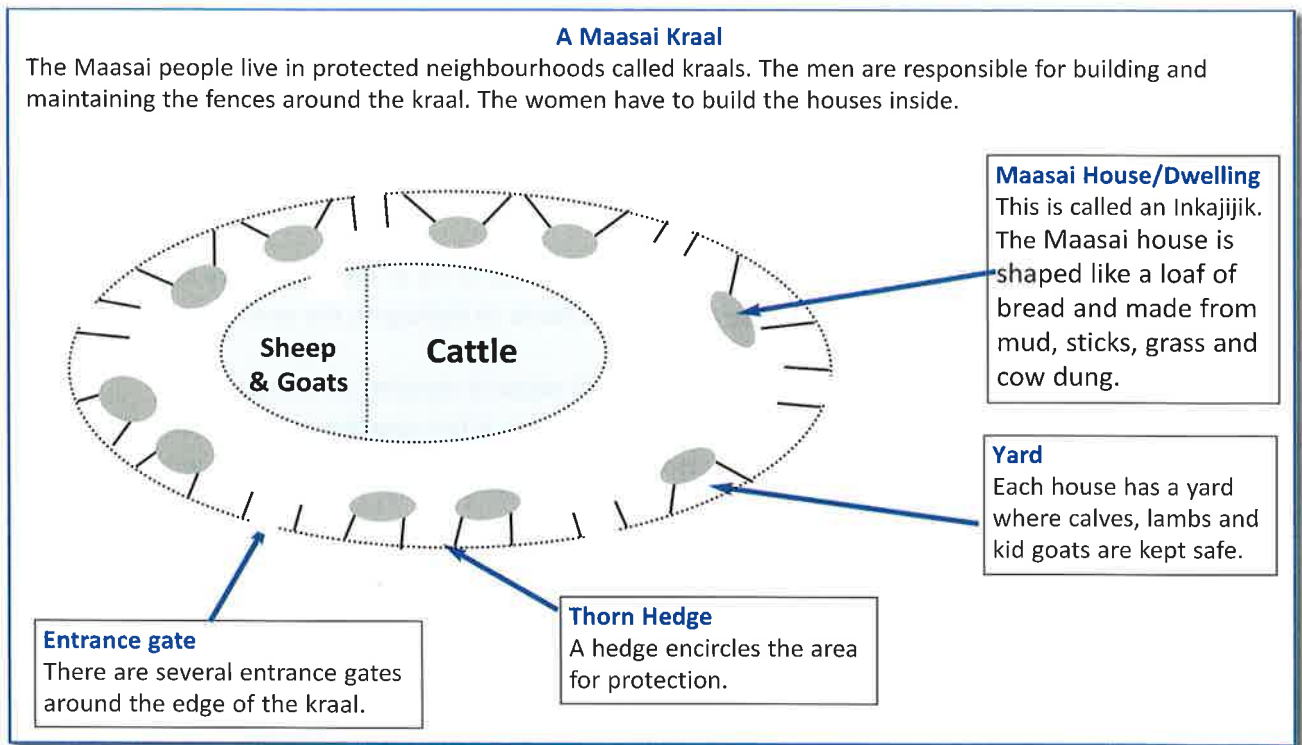 A Maasai Kraal
The Maasai people live in protected neighbourhoods called kraals. The men are responsible for building and
maintaining the fences around the kraal. The women have to build the houses inside.
Maasai House/Dwelling
This is called an Inkajijik.
The Maasai house is
shaped like a loaf of
bread and made from
mud, sticks, grass and
cow dung.
Sheep
& Goats
Cattle
Yard
Each house has a yard
where calves, lambs and
kid goats are kept safe.
Thorn Hedge
A hedge encircles the area
for protection.
Entrance gate
There are several entrance gates
around the edge of the kraal.